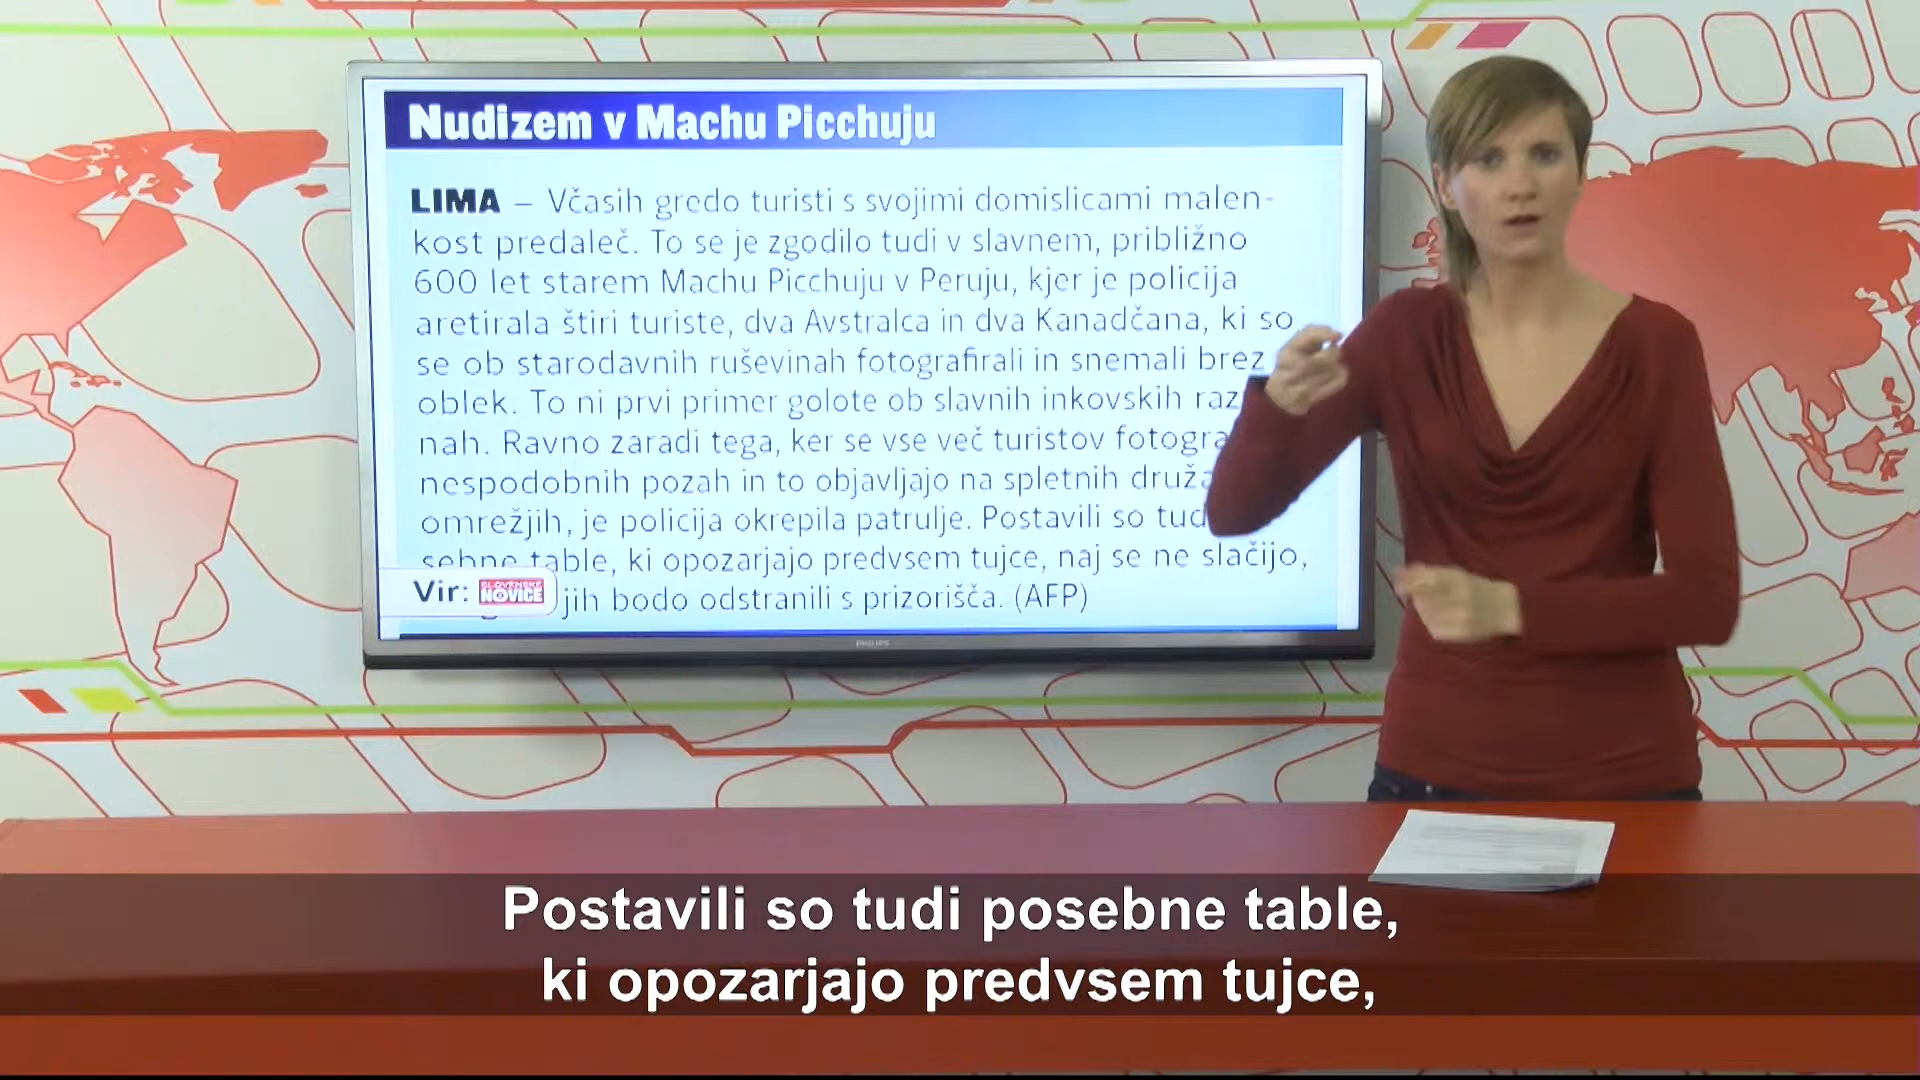 Nudizem v Machu Picchuju
LIMA – Včasih gredo turisti s svojimi domislicami malen-
kost predaleč. To se je zgodilo tudi v slavnem, približno
600 let starem Machu Picchuju v Peruju, kjer je policija
aretirala štiri turiste, dva Avstralca in dva Kanadčana, ki so
se ob starodavnih ruševinah fotografirali in snemali brez
oblek. To ni prvi primer golote ob slavnih inkovskih raz
nah. Ravno zaradi tega, ker se vse več turistov fotogra
nespodobnih pozah in to objavljajo na spletnih druža
omrežjih, je policija okrepila patrulje. Postavili so tud
sebne table, ki opozarjajo predvsem tujce, naj se ne slačijo,
jih bodo odstranili s prizorišča. (AFP)
Vir: SLOVENSKE
NOVICE
PHILIPS
Postavili so tudi posebne table,
ki opozarjajo predvsem tujce,